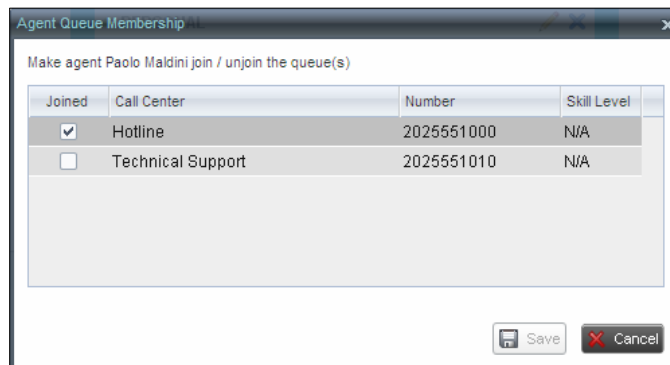 Agent Queue Membership
Make agent Paolo Maldini join / unjoin the queue(s)
Joined Call Center Number Skill Level
Hotline 2025551000 N/A
Technical Support 2025551010 N/A
Save Cancel